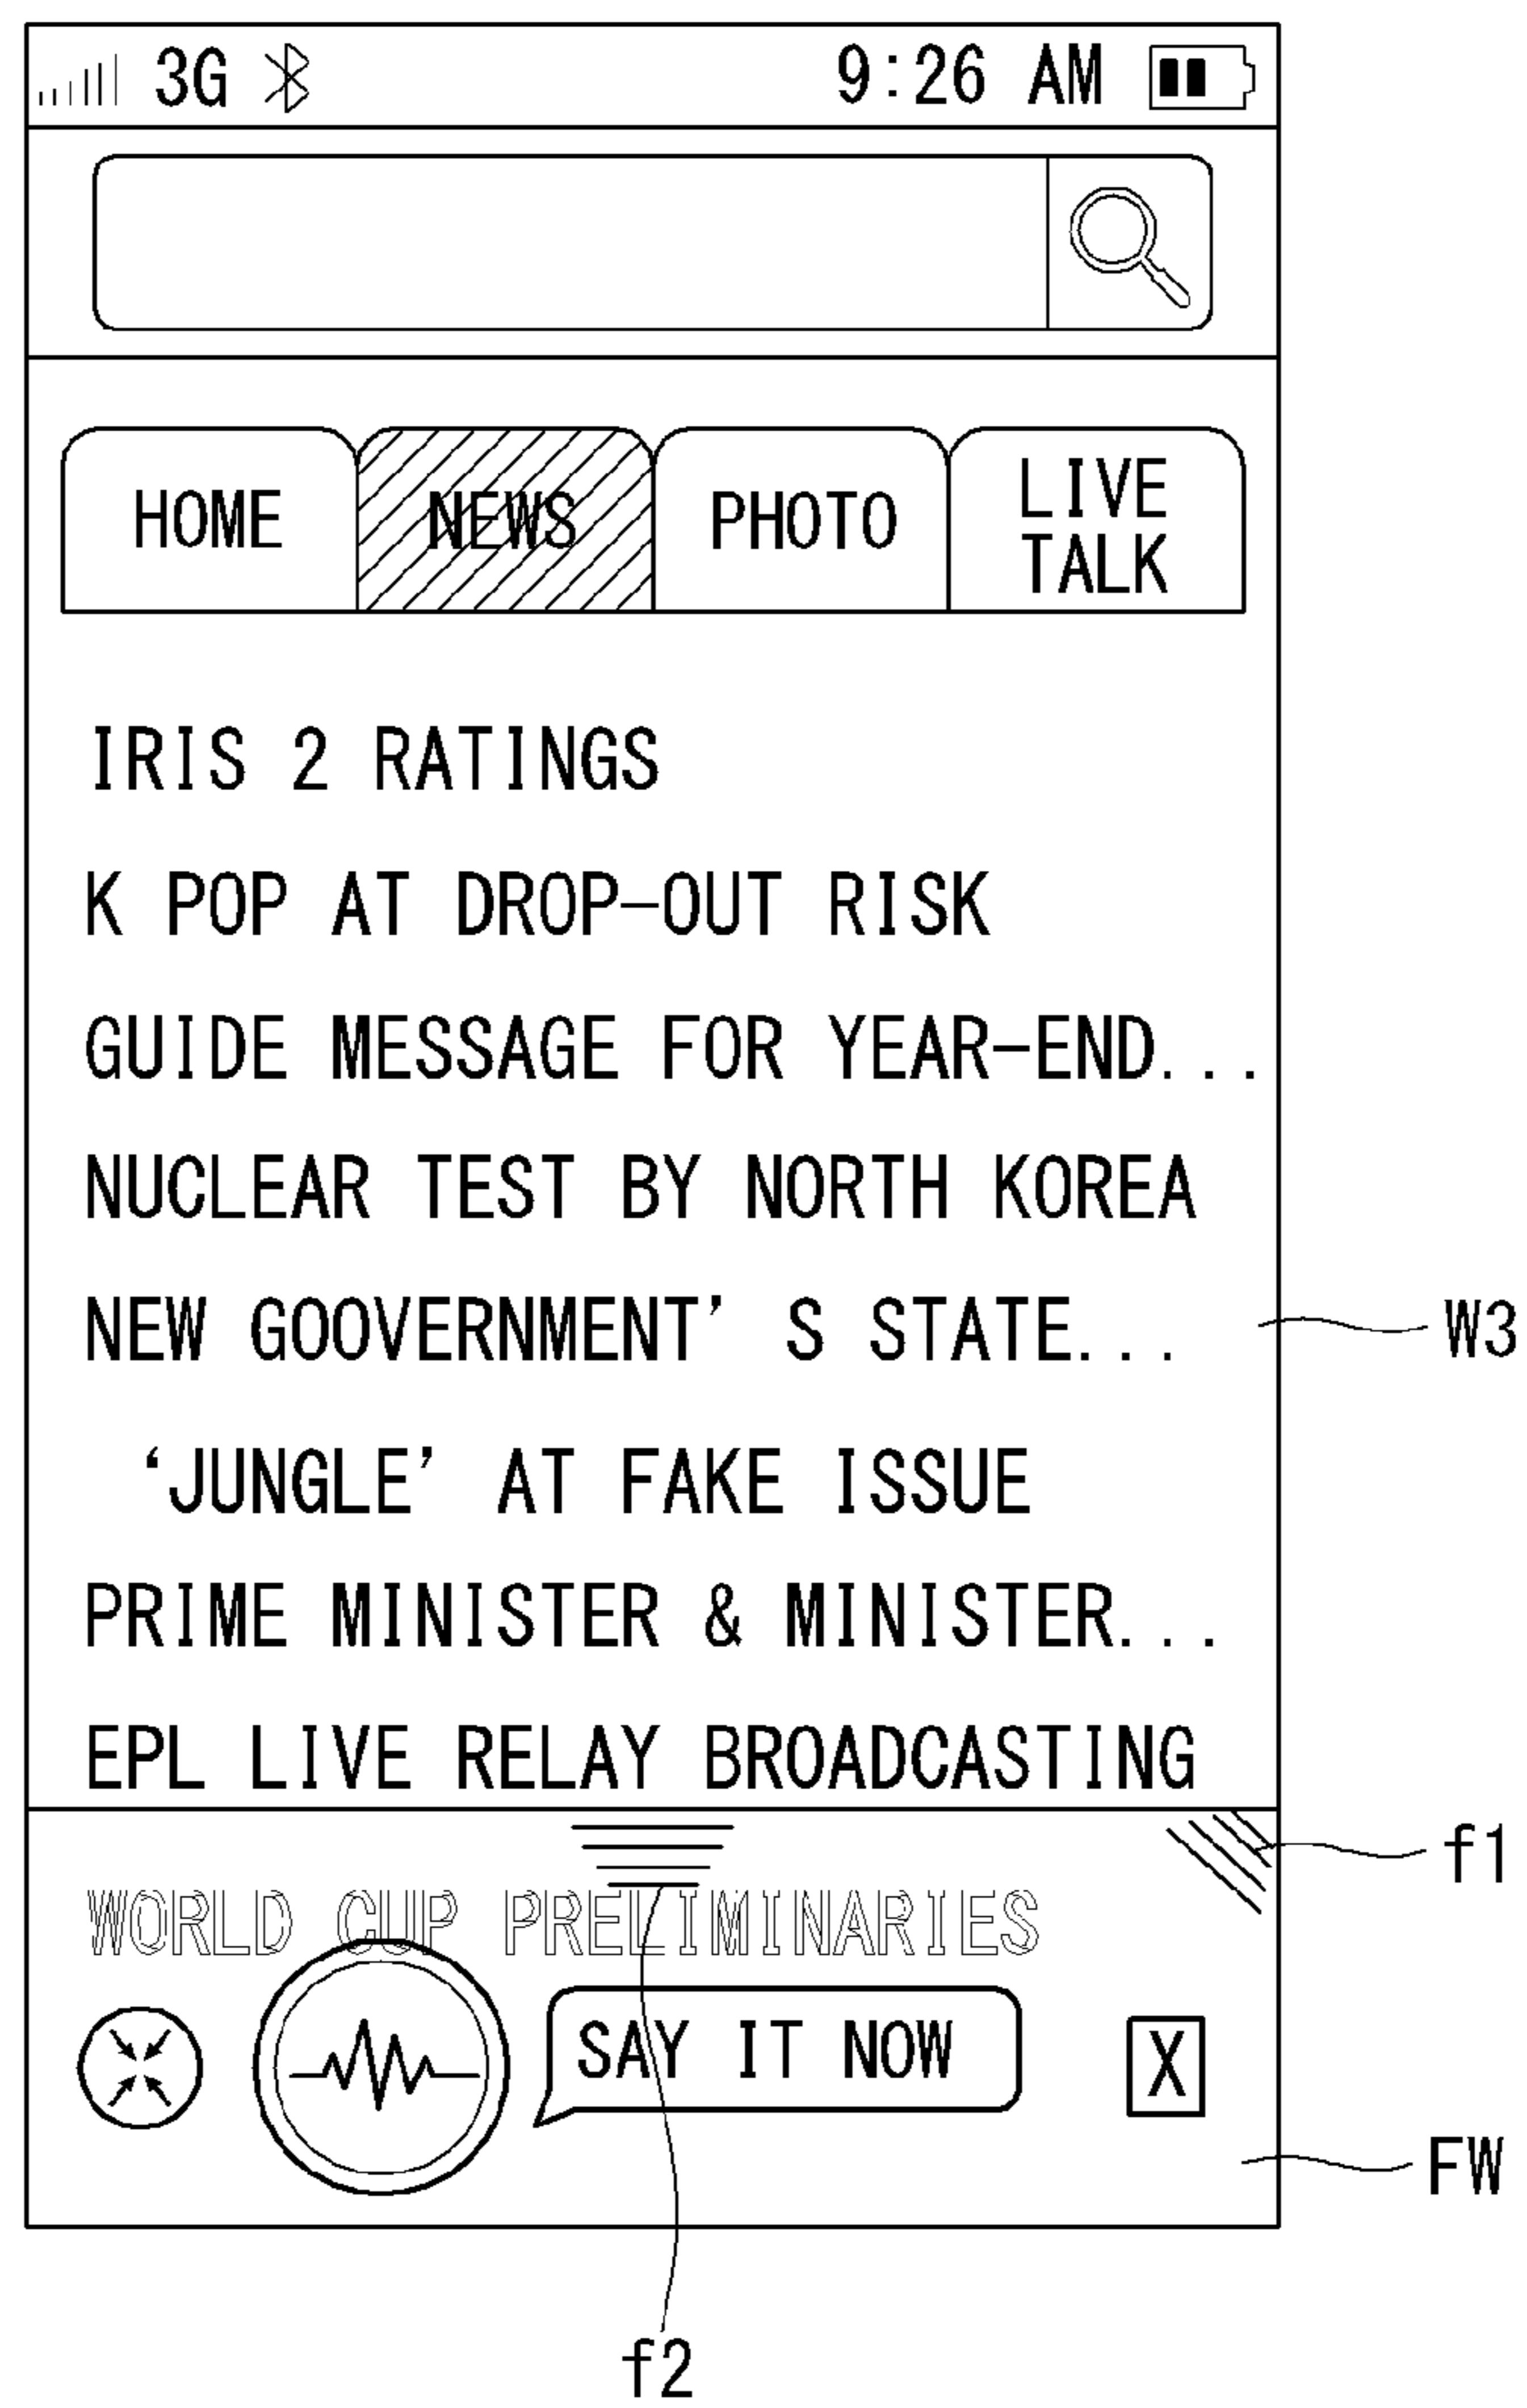 3G 9:26 AM
HOME NEWS PHOTO LIVE TALK
IRIS 2 RATINGS
K POP AT DROP-OUT RISK
GUIDE MESSAGE FOR YEAR-END...
NUCLEAR TEST BY NORTH KOREA
NEW GOOVERNMENT' S STATE...
W3
‘JUNGLE’ AT FAKE ISSUE
PRIME MINISTER & MINISTER...
EPL LIVE RELAY BROADCASTING
f1
WORLD CUP PRELIMINARIES
SAY IT NOW X
FW
f2